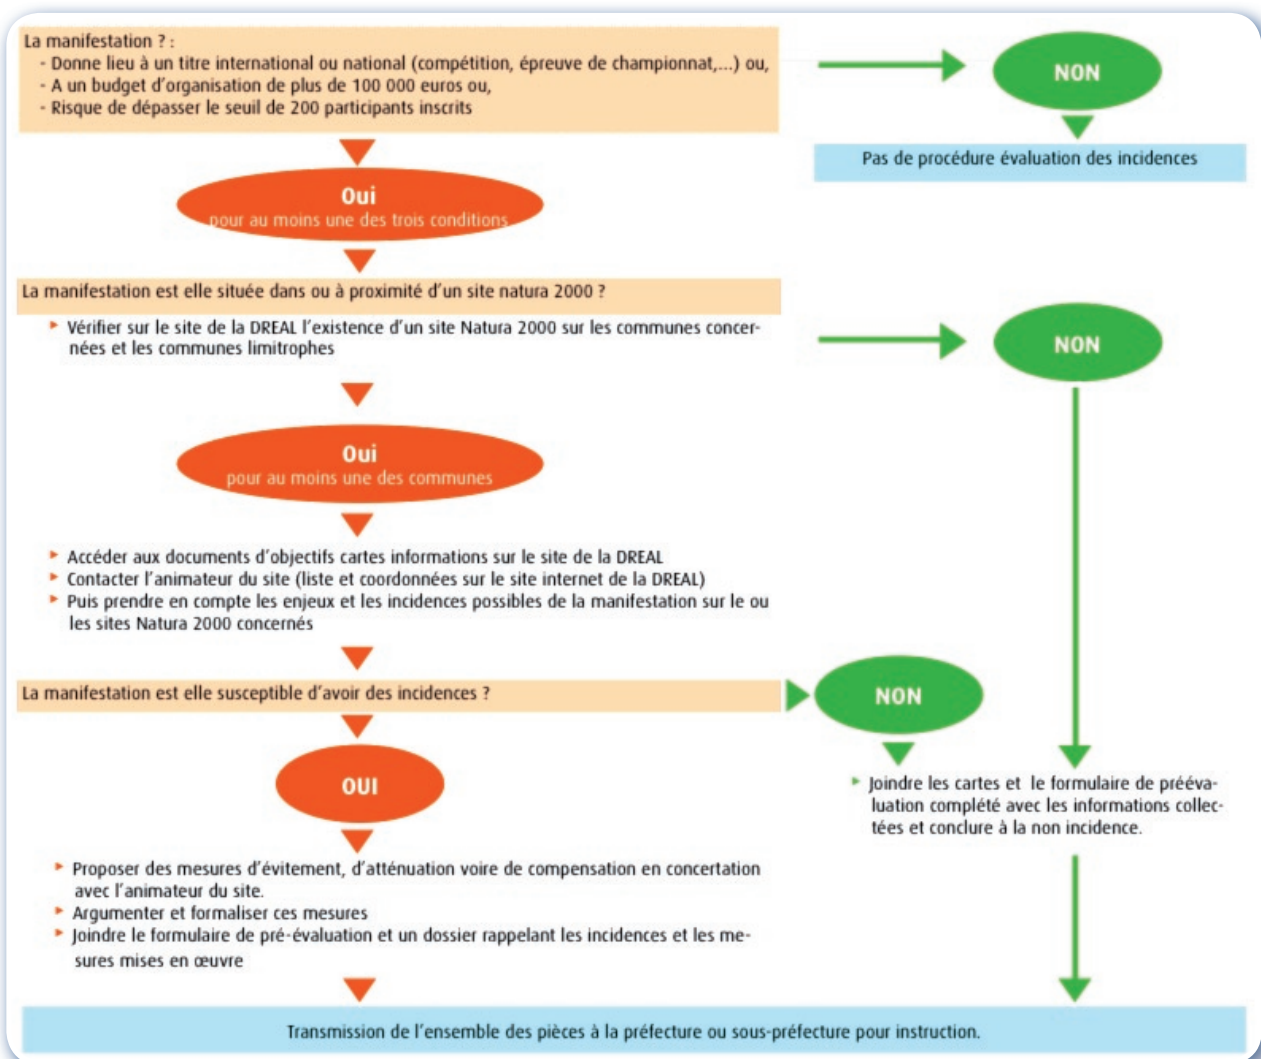 La manifestation ? :
- Donne lieu à un titre international ou national (compétition, épreuve de championnat,...) ou,
- A un budget d'organisation de plus de 100 000 euros ou,
- Risque de dépasser le seuil de 200 participants inscrits
NON
Pas de procédure évaluation des incidences
Oui
pour au moins une des trois conditions
La manifestation est elle située dans ou à proximité d'un site natura 2000 ?
Vérifier sur le site de la DREAL l'existence d'un site Natura 2000 sur les communes concer-
nées et les communes limitrophes
NON
Oui
pour au moins une des communes
Accéder aux documents d'objectifs cartes informations sur le site de la DREAL
Contacter l'animateur du site (liste et coordonnées sur le site internet de la DREAL)
Puis prendre en compte les enjeux et les incidences possibles de la manifestation sur le ou
les sites Natura 2000 concernés
La manifestation est elle susceptible d'avoir des incidences ?
NON
OUI
Joindre les cartes et le formulaire de prééva-
luation complété avec les informations collec-
tées et conclure à la non incidence.
Proposer des mesures d'évitement, d'atténuation voire de compensation en concertation
avec l'animateur du site.
Argumenter et formaliser ces mesures
Joindre le formulaire de pré-évaluation et un dossier rappelant les incidences et les me-
sures mises en œuvre
Transmission de l'ensemble des pièces à la préfecture ou sous-préfecture pour instruction.